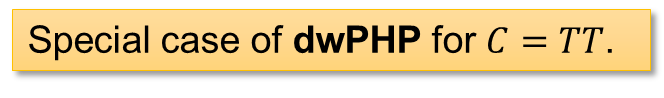 Special case of dwPHP for C = TT.